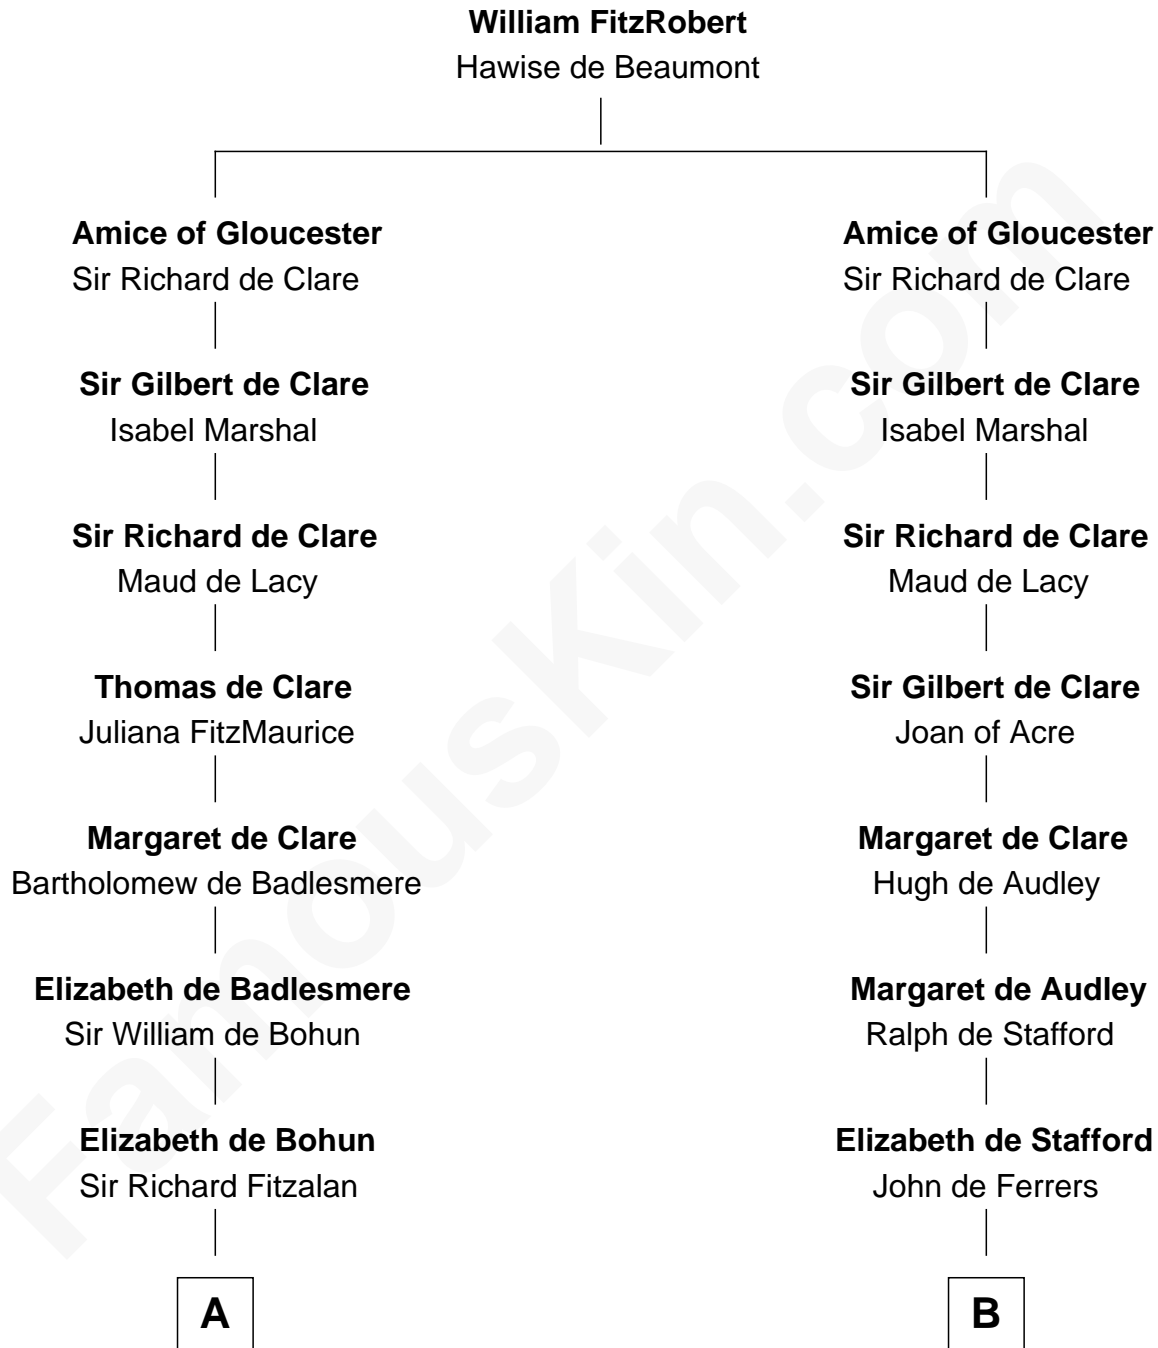 William FitzRobert
Hawise de Beaumont
Amice of Gloucester
Sir Richard de Clare
Amice of Gloucester
Sir Richard de Clare
Sir Gilbert de Clare
Isabel Marshal
Sir Gilbert de Clare
Isabel Marshal
Sir Richard de Clare
Maud de Lacy
Sir Richard de Clare
Maud de Lacy
Thomas de Clare
Juliana FitzMaurice
Sir Gilbert de Clare
Joan of Acre
Margaret de Clare
Bartholomew de Badlesmere
Margaret de Clare
Hugh de Audley
Elizabeth de Badlesmere
Sir William de Bohun
Margaret de Audley
Ralph de Stafford
Elizabeth de Bohun
Sir Richard Fitzalan
Elizabeth de Stafford
John de Ferrers
A
B
FamousKin.com